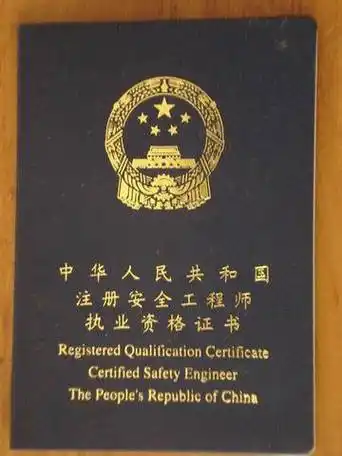 中华人民共和国
注册安全工程师
执业资格证书
Registered Qualification Certificate
Certified Safety Engineer
The People's Republic of China